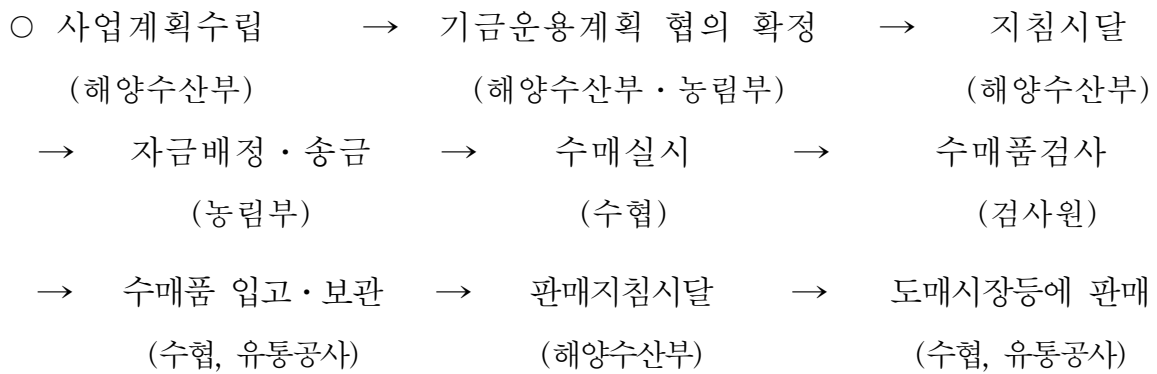 ○ 사업계획수립 → 기금운용계획 협의 확정 → 지침시달
(해양수산부) (해양수산부·농림부) (해양수산부)
→ 자금배정·송금 → 수매실시 → 수매품검사
(농림부) (수협) (검사원)
→ 수매품 입고·보관 → 판매지침시달 → 도매시장등에 판매
(수협, 유통공사) (해양수산부) (수협, 유통공사)